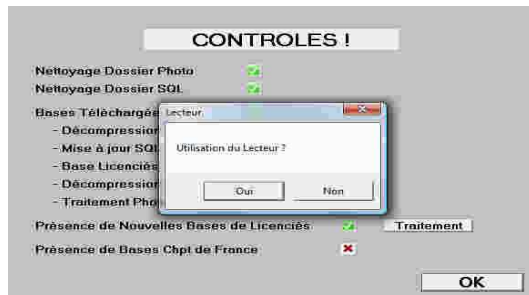 CONTROLES !
Nettoyage Dossier Photo
Nettoyage Dossier SQL
Bases Téléchargée
- Décompression
- Mise à jour SQL
- Base Licenciés
- Décompression
- Traitement Pho
Lecteur
Utilisation du Lecteur ?
Oui
Non
Présence de Nouvelles Bases de Licenciés
Traitement
Présence de Bases Chpt de France
OK